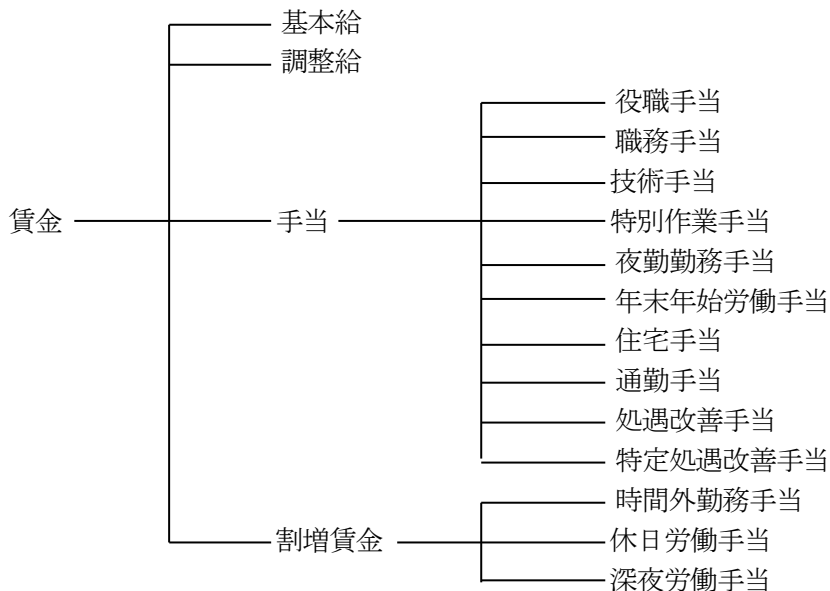 基本給
調整給
役職手当
職務手当
技術手当
賃金
手当
特別作業手当
夜勤勤務手当
年末年始労働手当
住宅手当
通勤手当
処遇改善手当
特定処遇改善手当
時間外勤務手当
割増賃金
休日労働手当
深夜労働手当